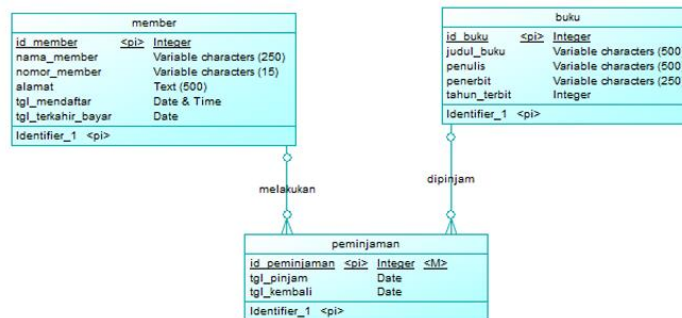 member
id_member <pi> Integer
nama_member Variable characters (250)
nomor_member Variable characters (15)
alamat Text (500)
tgl_mendaftar Date & Time
tgl_terkahir_bayar Date
Identifier_1 <pi>
buku
id_buku <pi> Integer
judul_buku Variable characters (500
penulis Variable characters (500
penerbit Variable characters (250
tahun_terbit Integer
Identifier_1 <pi>
melakukan
dipinjam
peminjaman
id_peminjaman <pi> Integer <M>
tgl_pinjam Date
tgl_kembali Date
Identifier_1 <pi>